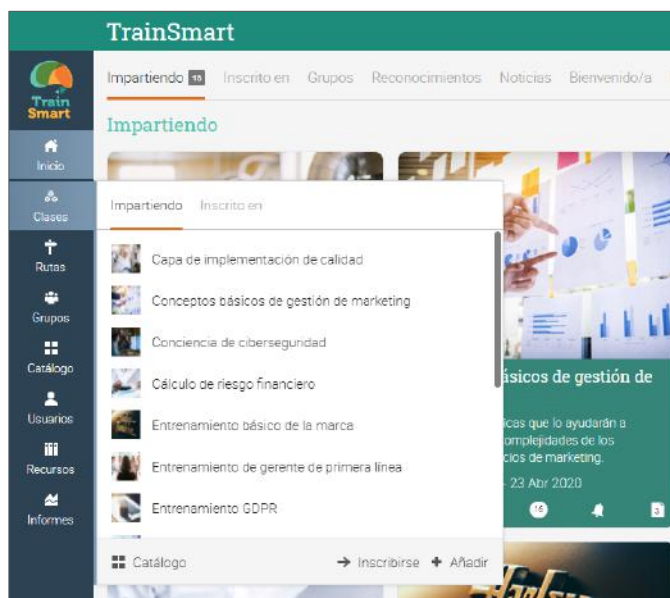 TrainSmart
Train
Smart
Impartiendo
Inscrito en
Grupos
Reconocimientos
Noticias
Bienvenido/a
Impartiendo
Inicio
Clases
Rutas
Grupos
Catálogo
Usuarios
Recursos
Informes
Impartiendo
Inscrito en
Capa de implementación de calidad
Conceptos básicos de gestión de marketing
Conciencia de ciberseguridad
Cálculo de riesgo financiero
Entrenamiento básico de la marca
Entrenamiento de gerente de primera línea
Entrenamiento GDPR
Catálogo
Inscribirse
Añadir
ásicos de gestión de
icas que lo ayudarán a
omplejidades de los
cios de marketing.
- 23 Abr 2020
16
3